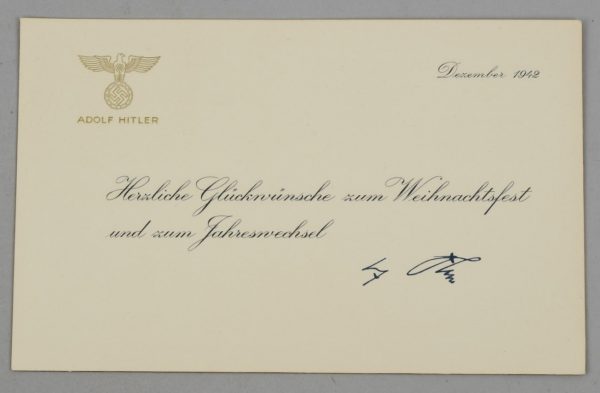 Dezember 1942
ADOLF HITLER
Herzliche Glückwünsche zum Weihnachtsfest
und zum Jahreswechsel